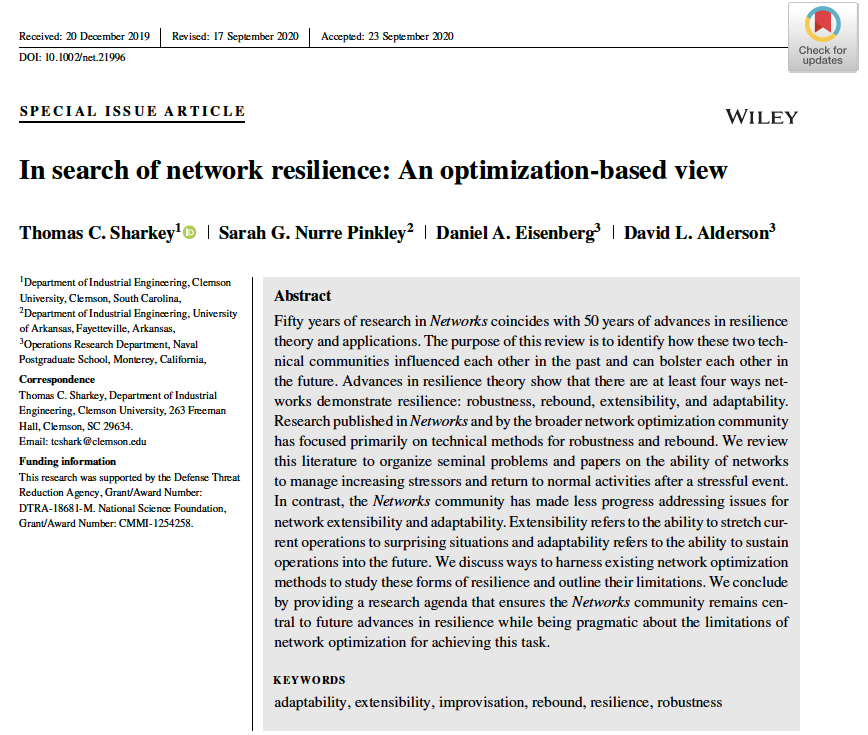 Received: 20 December 2019 Revised: 17 September 2020 Accepted: 23 September 2020
DOI: 10.1002/net.21996
Check for
updates
SPECIAL ISSUE ARTICLE
WILEY
In search of network resilience: An optimization-based view
Thomas C. Sharkey1 iD | Sarah G. Nurre Pinkley2 | Daniel A. Eisenberg3 | David L. Alderson3
1Department of Industrial Engineering, Clemson
University, Clemson, South Carolina,
2Department of Industrial Engineering, University
of Arkansas, Fayetteville, Arkansas,
3Operations Research Department, Naval
Postgraduate School, Monterey, California,
Correspondence
Thomas C. Sharkey, Department of Industrial
Engineering, Clemson University, 263 Freeman
Hall, Clemson, SC 29634.
Email: tcshark@clemson.edu
Funding information
This research was supported by the Defense Threat
Reduction Agency, Grant/Award Number:
DTRA-18681-M. National Science Foundation,
Grant/Award Number: CMMI-1254258.
Abstract
Fifty years of research in Networks coincides with 50 years of advances in resilience
theory and applications. The purpose of this review is to identify how these two tech-
nical communities influenced each other in the past and can bolster each other in
the future. Advances in resilience theory show that there are at least four ways net-
works demonstrate resilience: robustness, rebound, extensibility, and adaptability.
Research published in Networks and by the broader network optimization community
has focused primarily on technical methods for robustness and rebound. We review
this literature to organize seminal problems and papers on the ability of networks
to manage increasing stressors and return to normal activities after a stressful event.
In contrast, the Networks community has made less progress addressing issues for
network extensibility and adaptability. Extensibility refers to the ability to stretch cur-
rent operations to surprising situations and adaptability refers to the ability to sustain
operations into the future. We discuss ways to harness existing network optimization
methods to study these forms of resilience and outline their limitations. We conclude
by providing a research agenda that ensures the Networks community remains cen-
tral to future advances in resilience while being pragmatic about the limitations of
network optimization for achieving this task.
KEYWORDS
adaptability, extensibility, improvisation, rebound, resilience, robustness